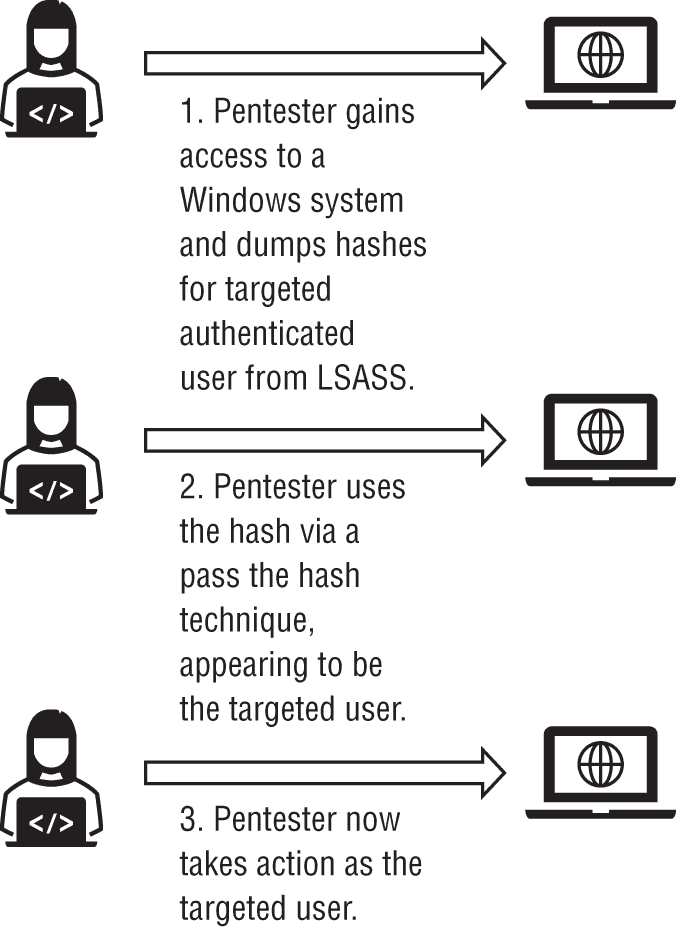 </>
1. Pentester gains
access to a
Windows system
and dumps hashes
for targeted
authenticated
user from LSASS.
</>
2. Pentester uses
the hash via a
pass the hash
technique,
appearing to be
the targeted user.
</>
3. Pentester now
takes action as the
targeted user.